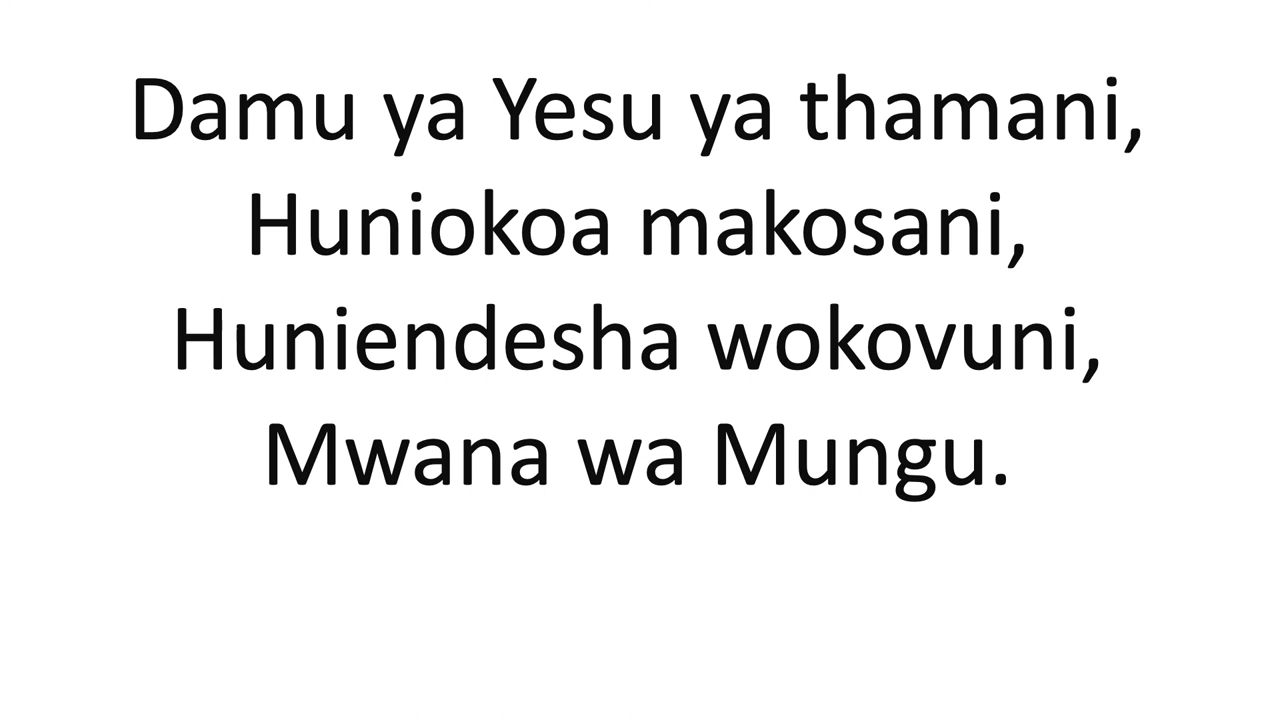 Damu ya Yesu ya thamani,
Huniokoa makosani,
Huniendesha wokovuni,
Mwana wa Mungu.